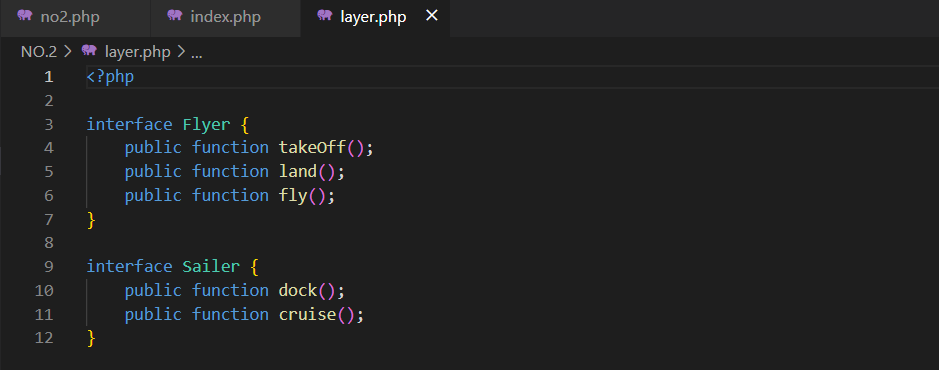 no2.php index.php layer.php
NO.2 > layer.php > ...
1 <?php
2
3 interface Flyer {
4 public function takeOff();
5 public function land();
6 public function fly();
7 }
8
9 interface Sailer {
10 public function dock();
11 public function cruise();
12 }